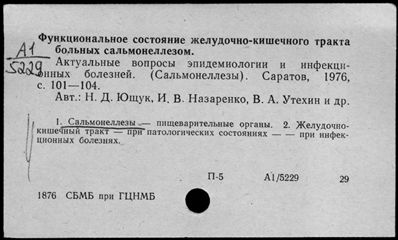 Функциональное состояние желудочно-кишечного тракта
больных сальмонеллезом.
А1
5229
Актуальные вопросы эпидемиологии и инфекци-
онных болезней. (Сальмонеллезы). Саратов, 1976,
с. 101—104.
Авт.: Н. Д. Ющук, И. В. Назаренко, В. А. Утехин и др.
1. Сальмонеллезы — пищеварительные органы. 2. Желудочно-
кишечный тракт — при патологических состояниях — — при инфек-
ционных болезнях.
П-5 А1/5229 29
1876 СБМБ при ГЦНМБ